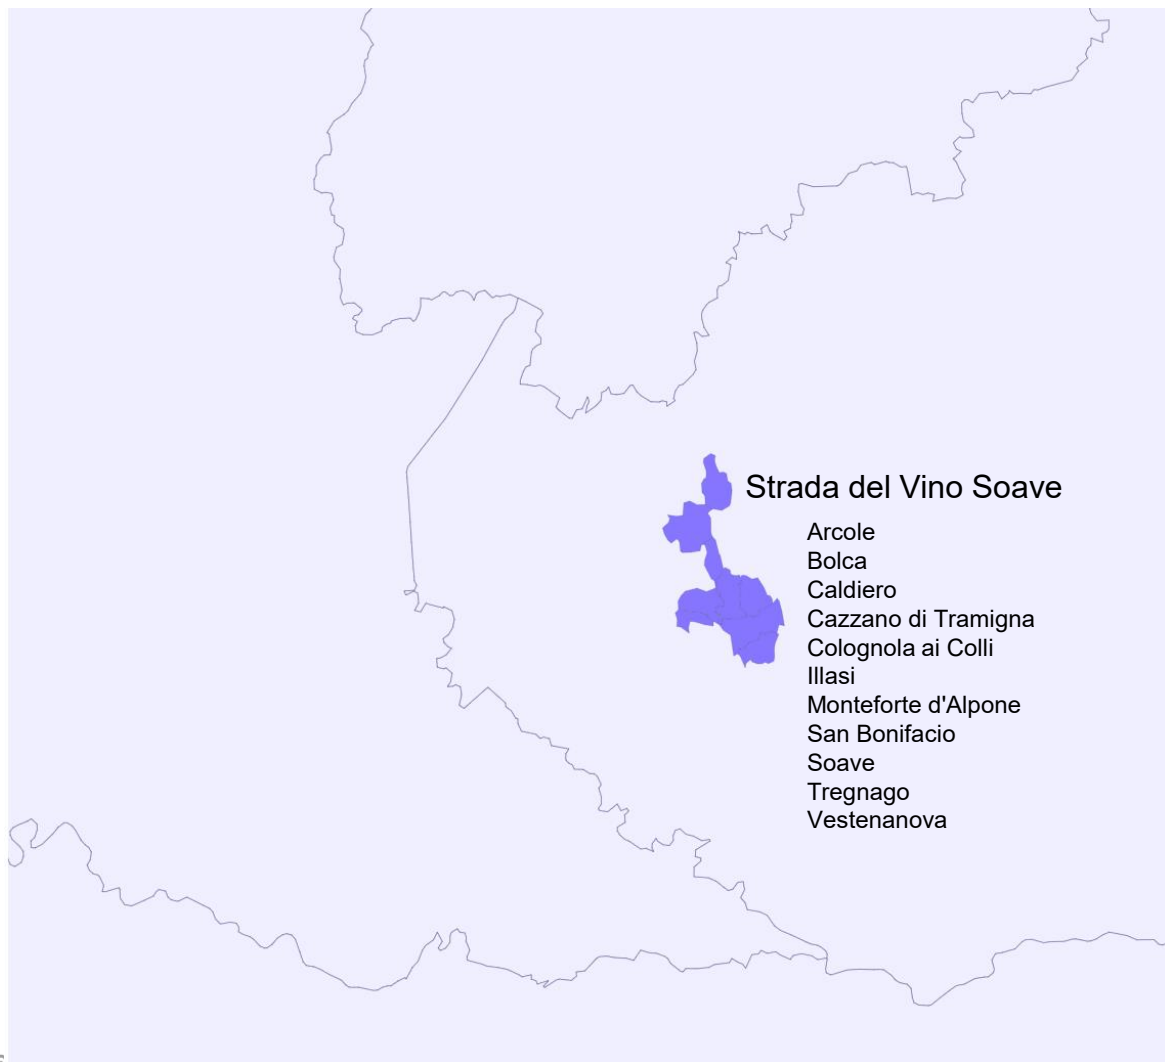 Strada del Vino Soave
Arcole
Bolca
Caldiero
Cazzano di Tramigna
Colognola ai Colli
Illasi
Monteforte d'Alpone
San Bonifacio
Soave
Tregnago
Vestenanova